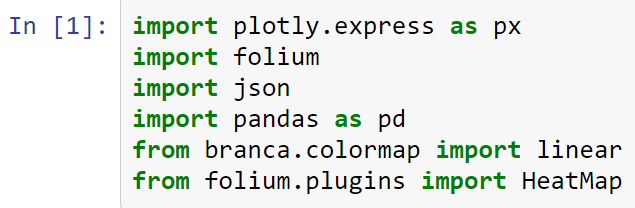 In [1]: import plotly.express as px
import folium
import json
import pandas as pd
from branca.colormap import linear
from folium.plugins import HeatMap